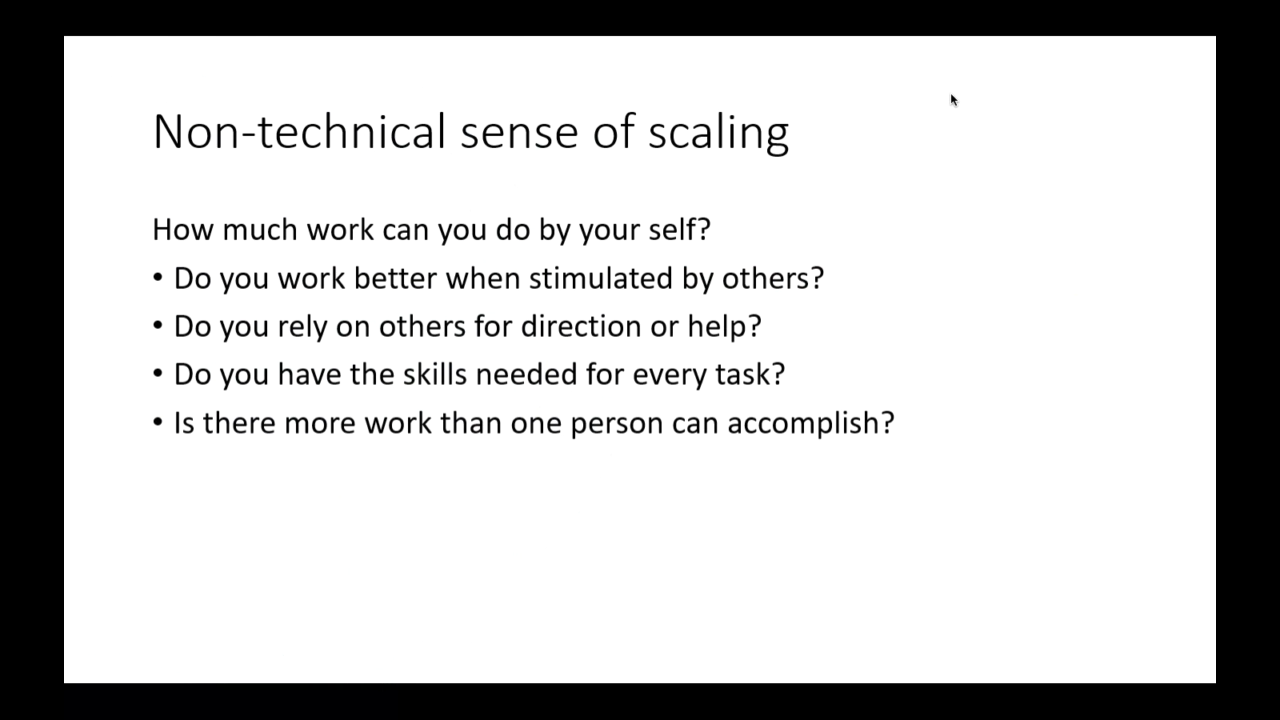 Non-technical sense of scaling
How much work can you do by your self?
• Do you work better when stimulated by others?
• Do you rely on others for direction or help?
• Do you have the skills needed for every task?
• Is there more work than one person can accomplish?